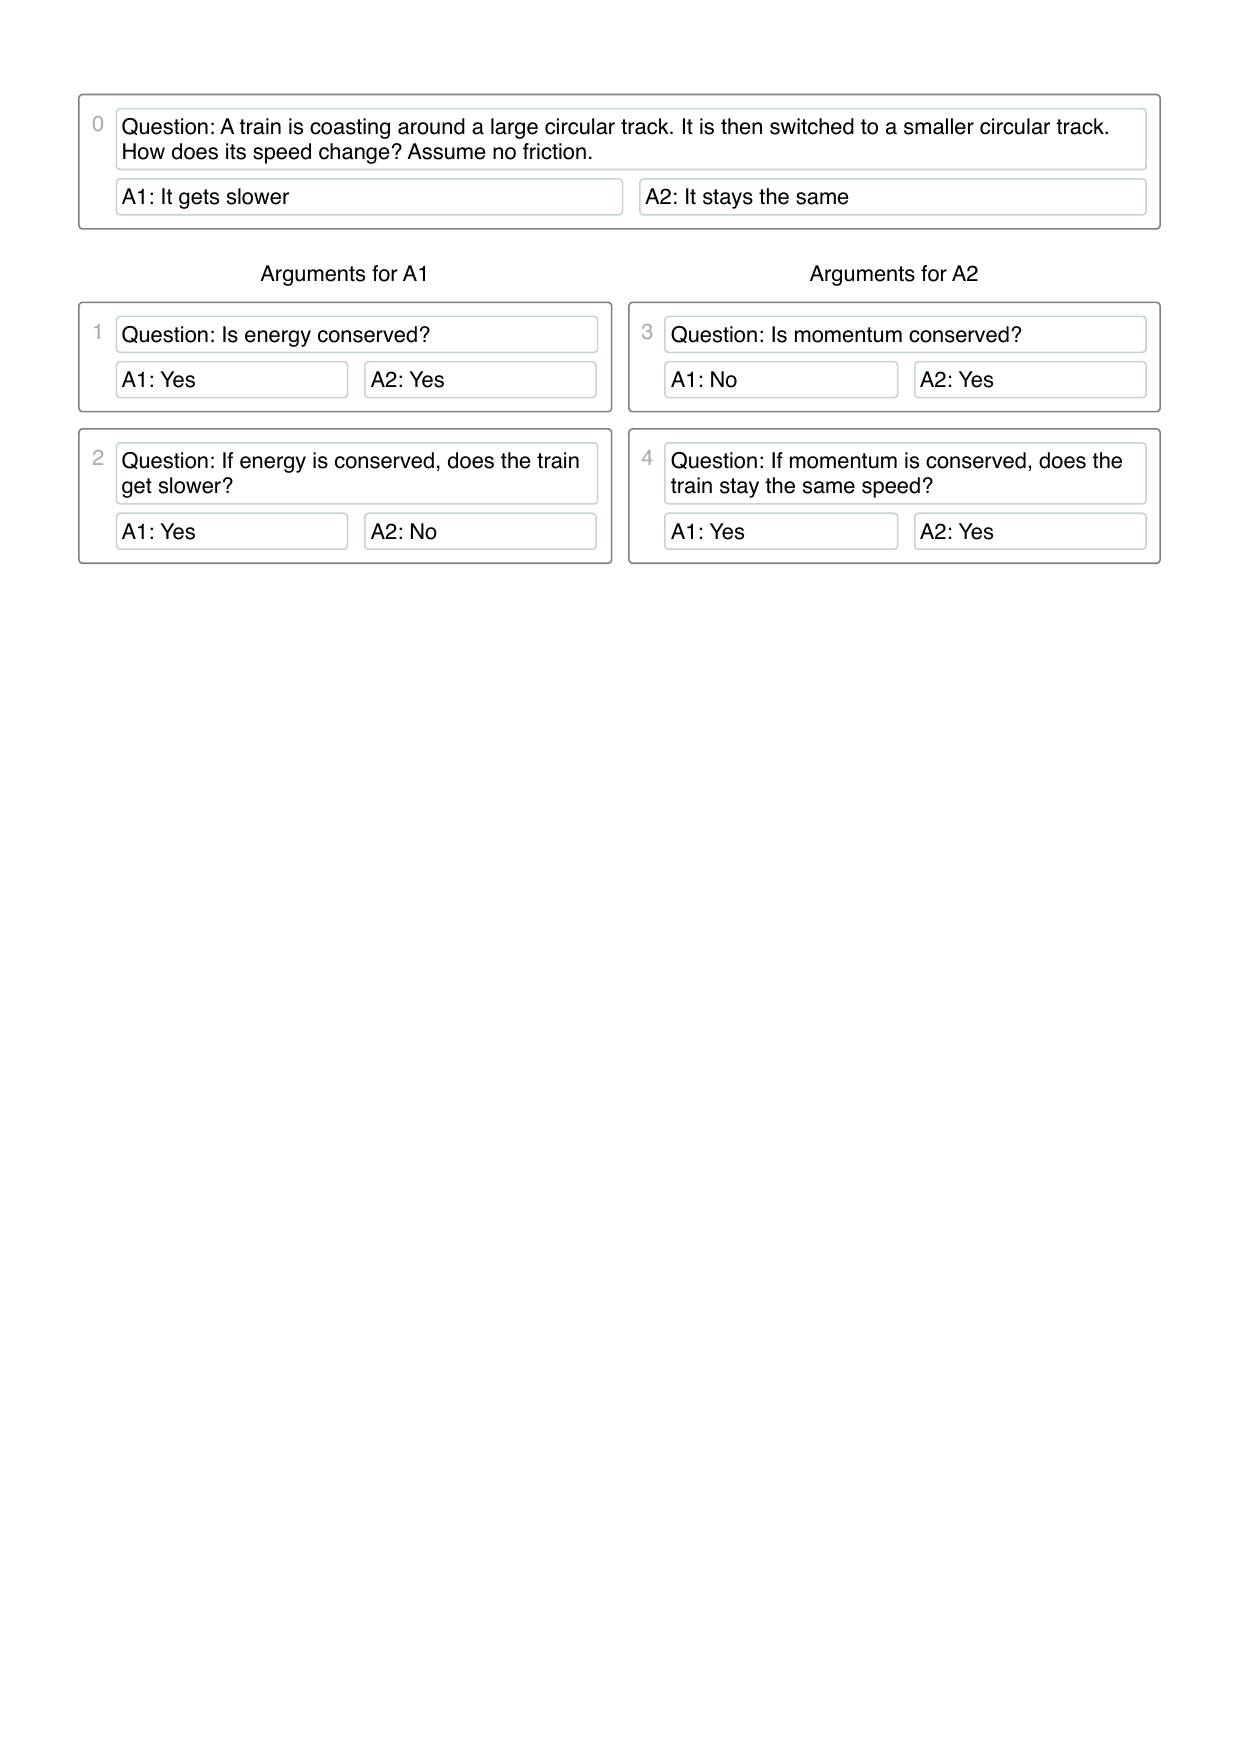 0
Question: A train is coasting around a large circular track. It is then switched to a smaller circular track.
How does its speed change? Assume no friction.
A1: It gets slower
A2: It stays the same
Arguments for A1
Arguments for A2
1
Question: Is energy conserved?
A1: Yes
A2: Yes
3
Question: Is momentum conserved?
A1: No
A2: Yes
2
Question: If energy is conserved, does the train
get slower?
A1: Yes
A2: No
4
Question: If momentum is conserved, does the
train stay the same speed?
A1: Yes
A2: Yes